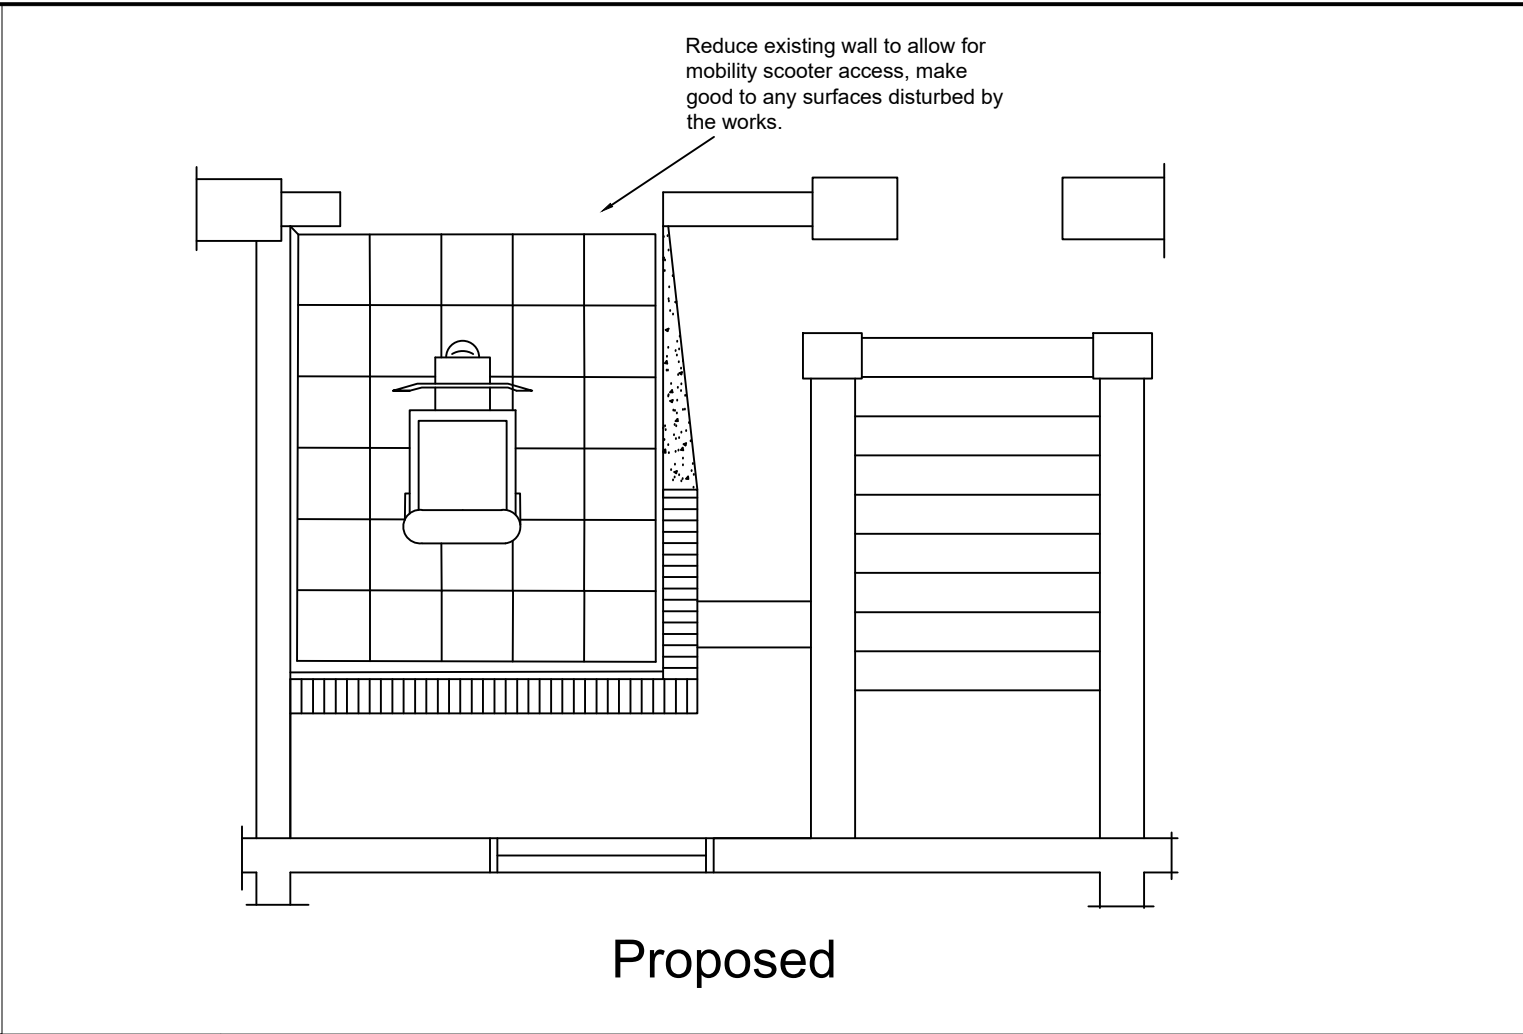 Reduce existing wall to allow for
mobility scooter access, make
good to any surfaces disturbed by
the works.
Proposed